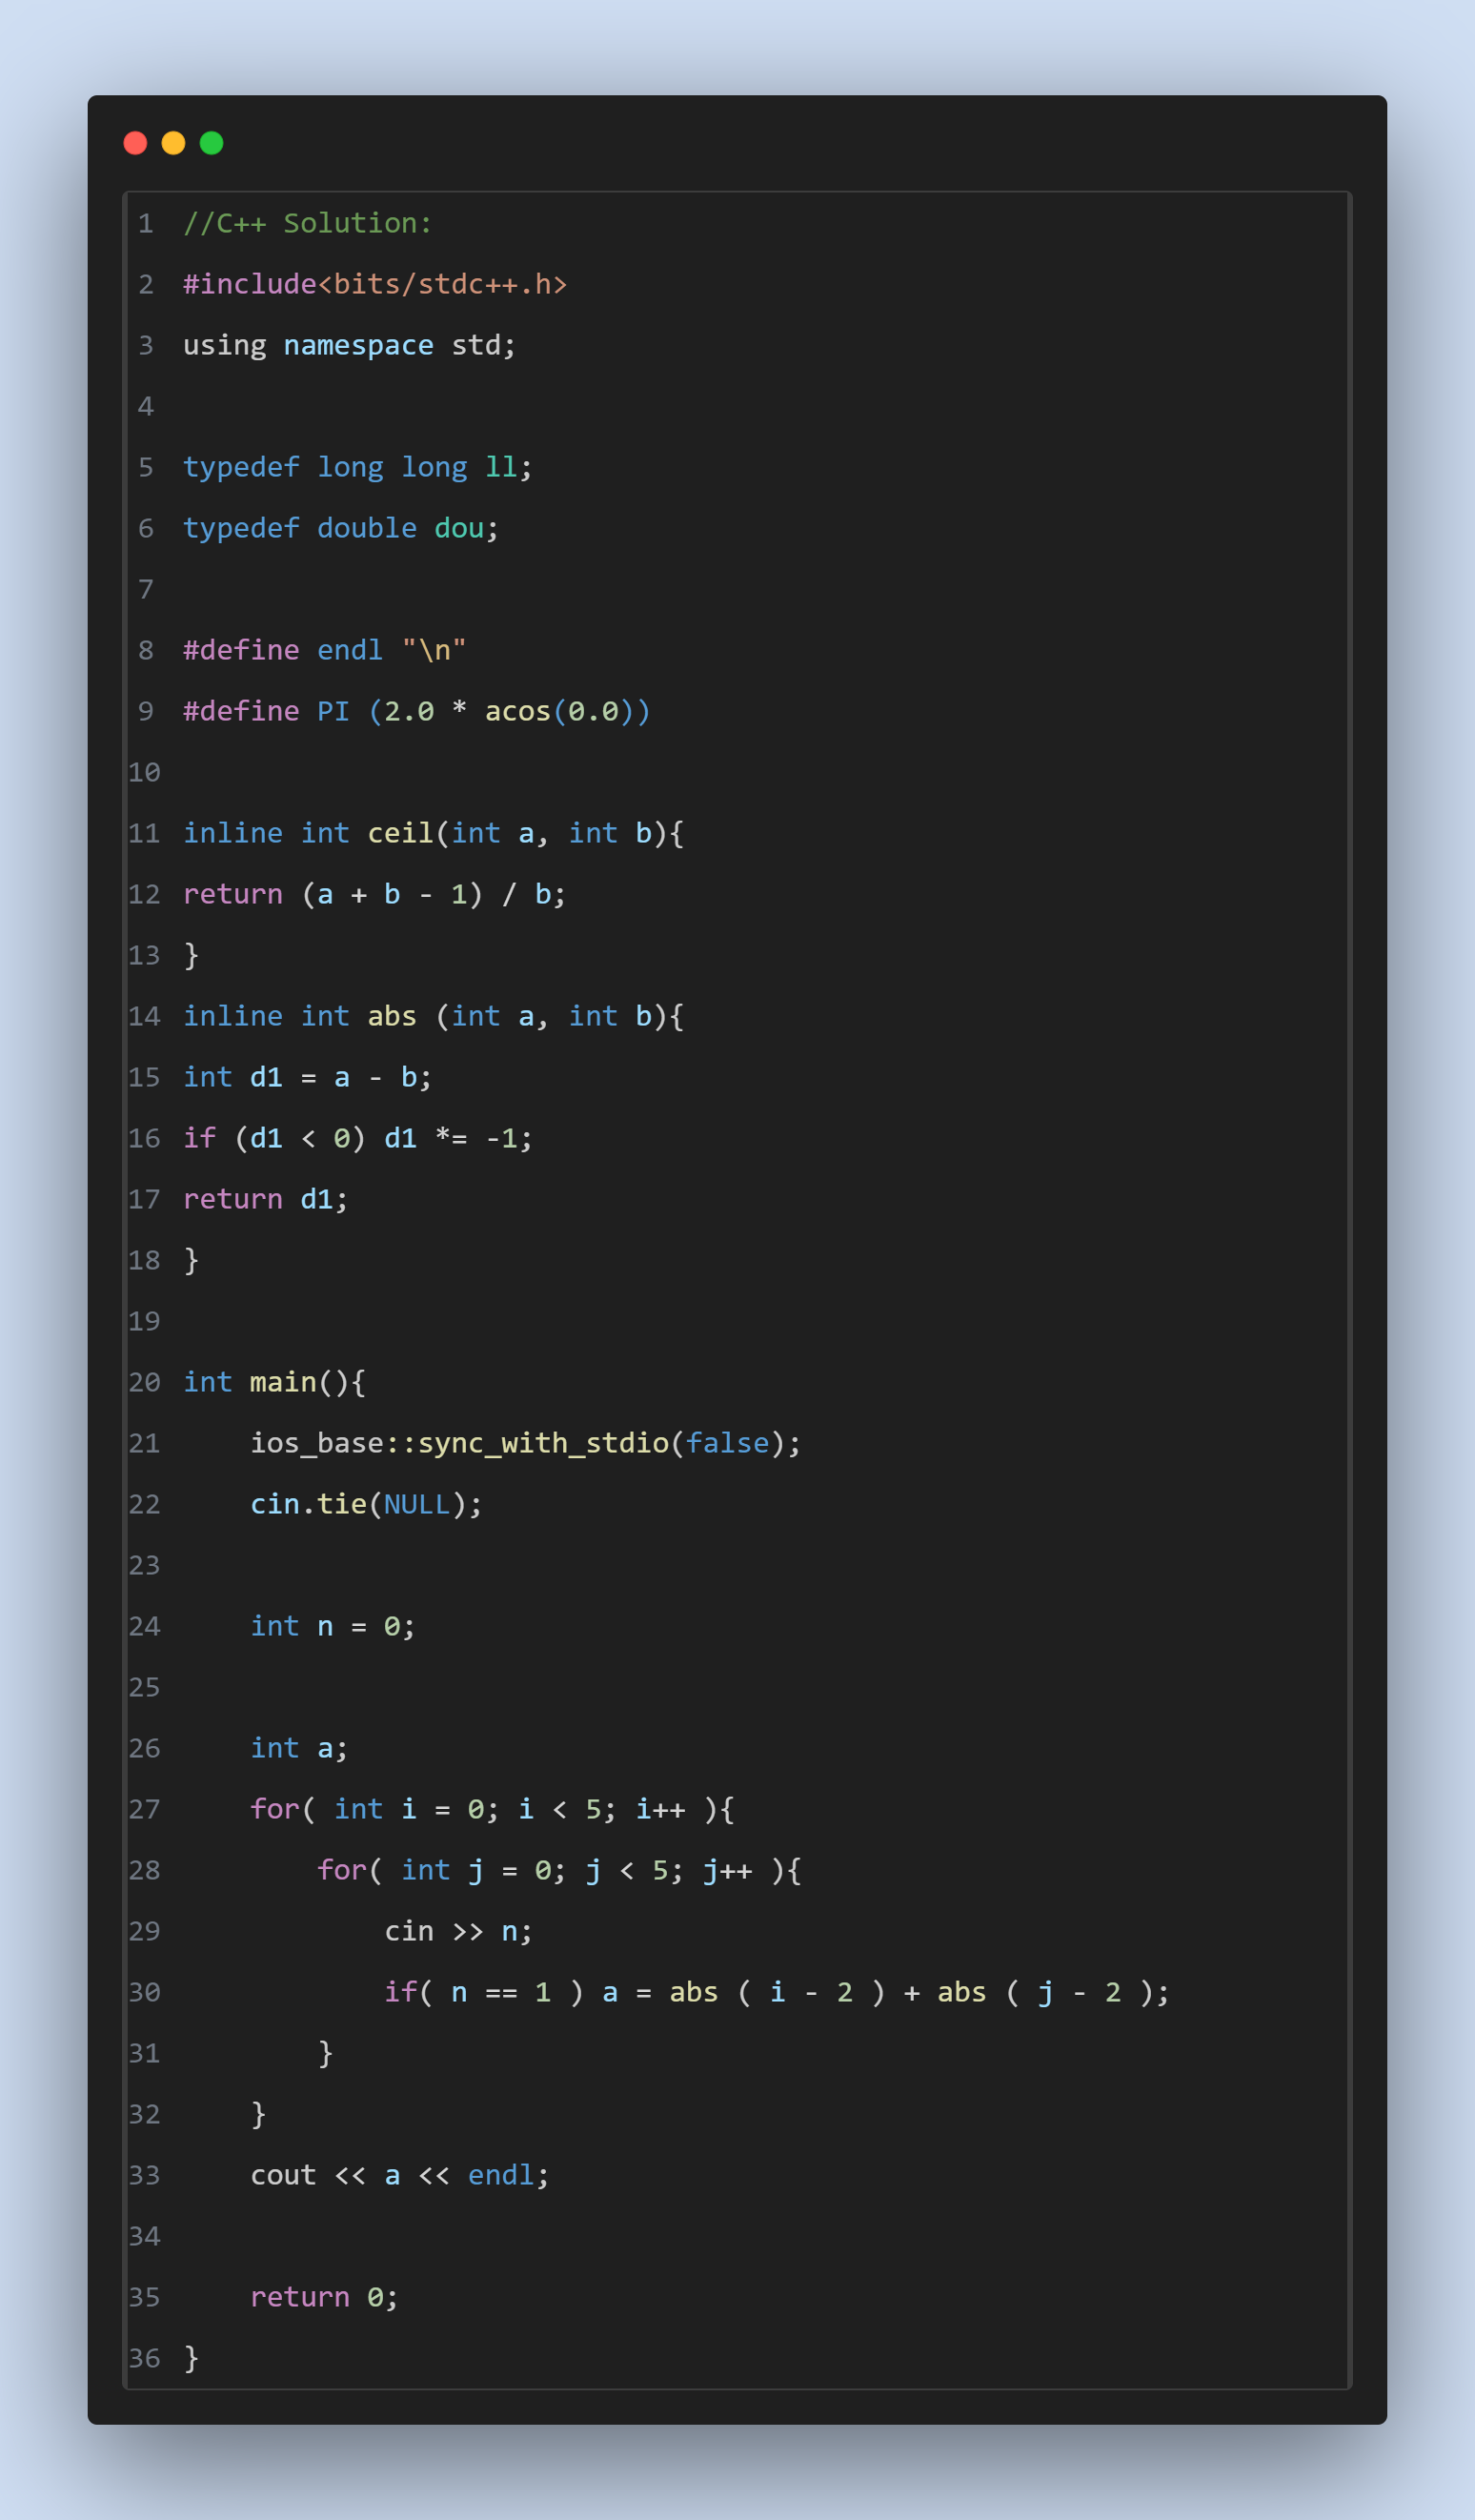 1 //C++ Solution:
2 #include<bits/stdc++.h>
3 using namespace std;
4
5 typedef long long ll;
6 typedef double dou;
7
8 #define endl "\n"
9 #define PI (2.0 * acos(0.0))
10
11 inline int ceil(int a, int b){
12 return (a + b - 1) / b;
13 }
14 inline int abs (int a, int b){
15 int d1 = a - b;
16 if (d1 < 0) d1 *= -1;
17 return d1;
18 }
19
20 int main(){
21     ios_base::sync_with_stdio(false);
22     cin.tie(NULL);
23
24     int n = 0;
25
26     int a;
27     for( int i = 0; i < 5; i++ ){
28         for( int j = 0; j < 5; j++ ){
29             cin >> n;
30             if( n == 1 ) a = abs ( i - 2 ) + abs ( j - 2 );
31         }
32     }
33     cout << a << endl;
34
35     return 0;
36 }